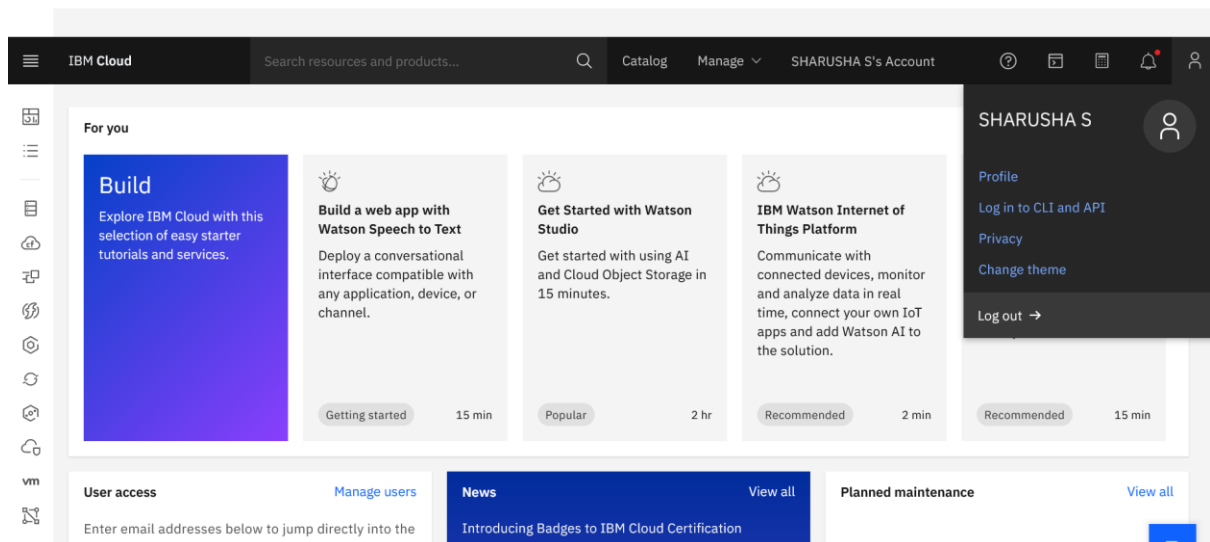 IBM Cloud
Search resources and products...
Catalog
Manage
SHARUSHA S's Account
SHARUSHA S
Profile
Log in to CLI and API
Privacy
Change theme
Log out →
For you
Build
Explore IBM Cloud with this
selection of easy starter
tutorials and services.
Build a web app with
Watson Speech to Text
Deploy a conversational
interface compatible with
any application, device, or
channel.
Getting started
15 min
Get Started with Watson
Studio
Get started with using AI
and Cloud Object Storage in
15 minutes.
Popular
2 hr
IBM Watson Internet of
Things Platform
Communicate with
connected devices, monitor
and analyze data in real
time, connect your own IoT
apps and add Watson AI to
the solution.
Recommended
2 min
Recommended
15 min
cf
vm
User access
Manage users
Enter email addresses below to jump directly into the
News
View all
Introducing Badges to IBM Cloud Certification
Planned maintenance
View all